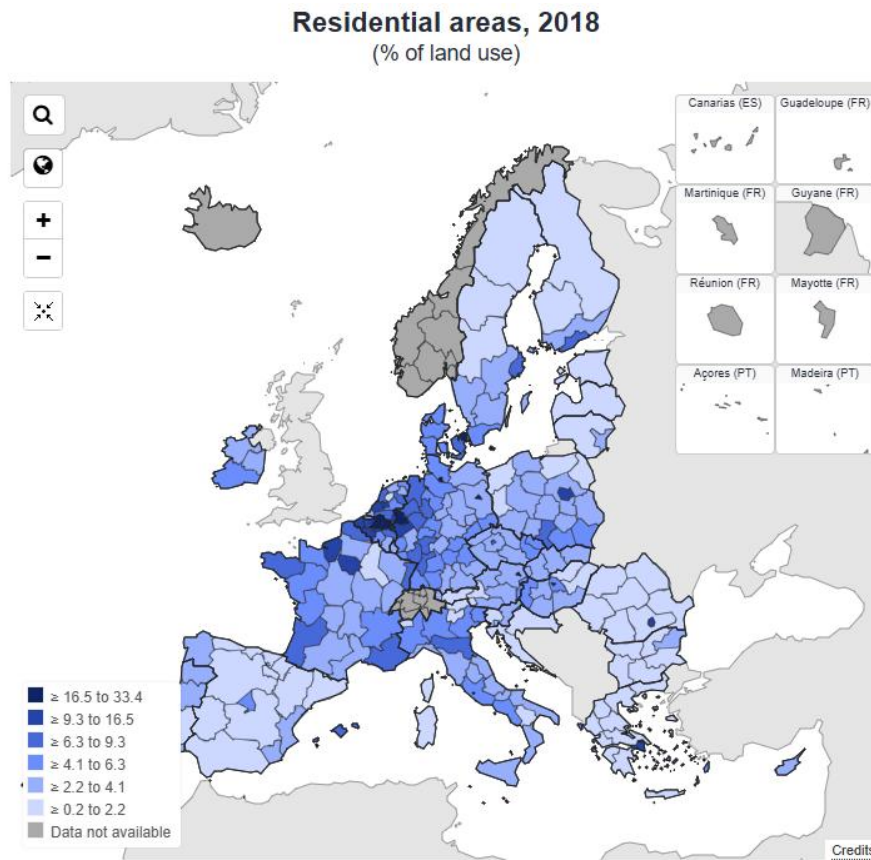 Residential areas, 2018
(% of land use)
Canarias (ES)
Guadeloupe (FR)
Martinique (FR)
Guyane (FR)
Réunion (FR)
Mayotte (FR)
Açores (PT)
Madeira (PT)
+
−
≥ 16.5 to 33.4
≥ 9.3 to 16.5
≥ 6.3 to 9.3
≥ 4.1 to 6.3
≥ 2.2 to 4.1
≥ 0.2 to 2.2
Data not available
Credits